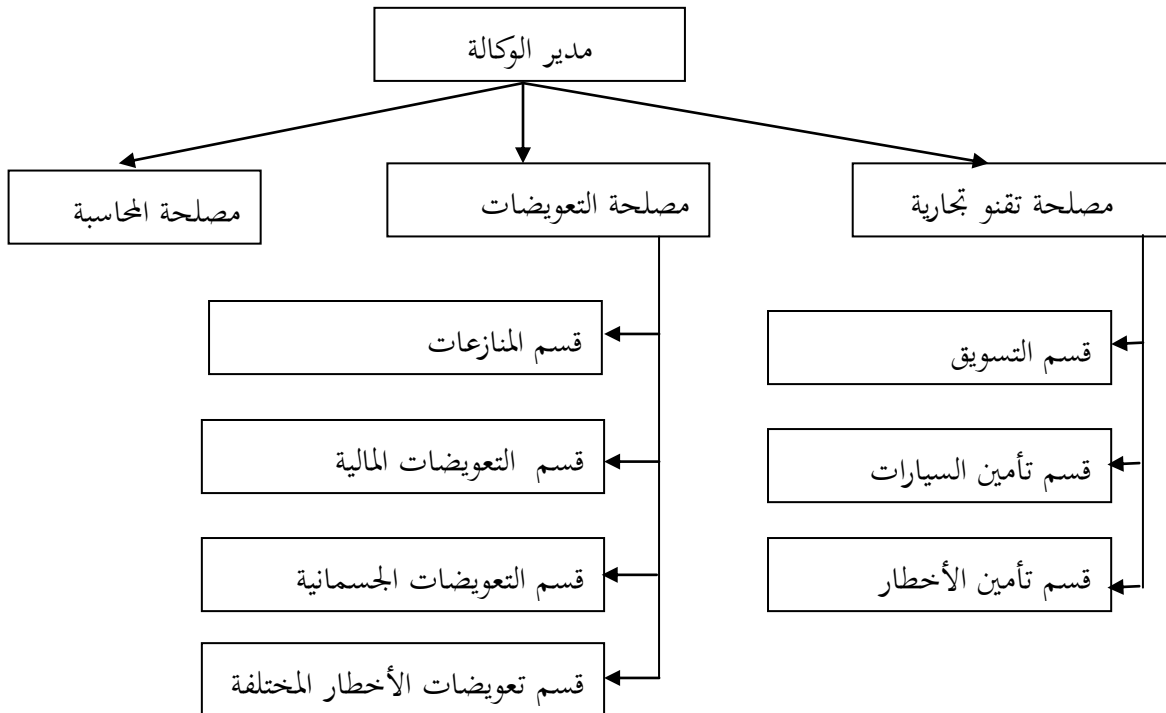 مدير الوكالة
مصلحة تقنو تجارية
مصلحة التعويضات
مصلحة المحاسبة
قسم التسويق
قسم تأمين السيارات
قسم تأمين الأخطار
قسم المنازعات
قسم التعويضات المالية
قسم التعويضات الجسمانية
قسم تعويضات الأخطار المختلفة